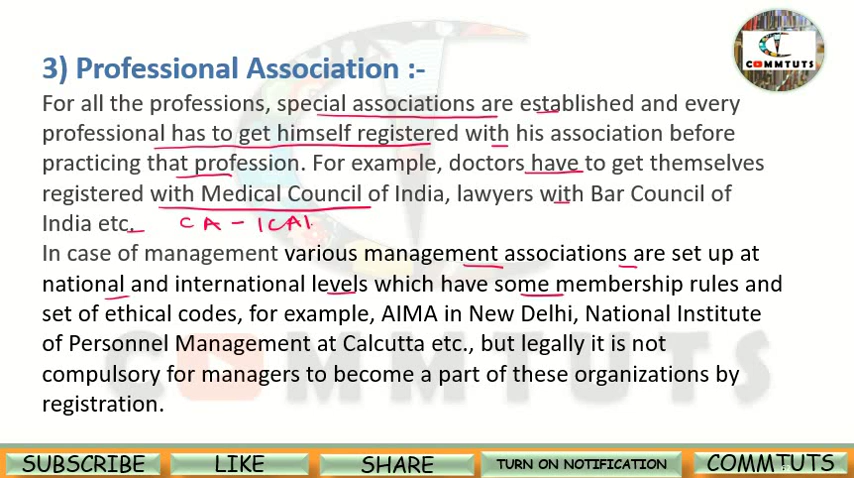 COMMTUTS
3) Professional Association :-
For all the professions, special associations are established and every
professional has to get himself registered with his association before
practicing that profession. For example, doctors have to get themselves
registered with Medical Council of India, lawyers with Bar Council of
India etc. CA - ICAI
In case of management various management associations are set up at
national and international levels which have some membership rules and
set of ethical codes, for example, AIMA in New Delhi, National Institute
of Personnel Management at Calcutta etc., but legally it is not
compulsory for managers to become a part of these organizations by
registration.
COMMTUTS
SUBSCRIBE LIKE SHARE TURN ON NOTIFICATION COMMTUTS